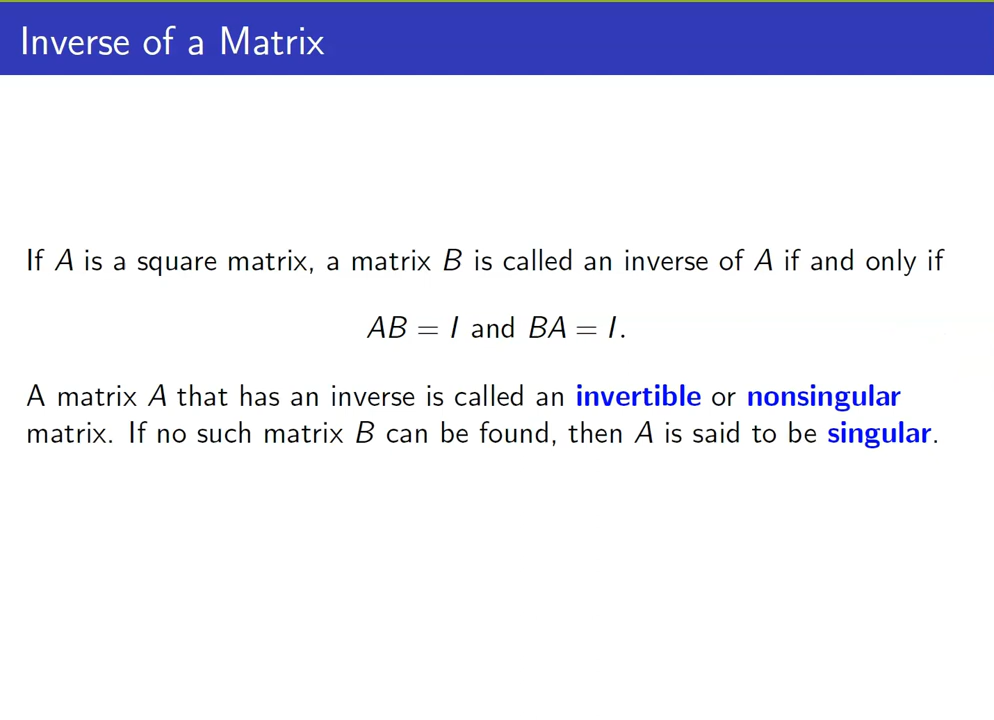 Inverse of a Matrix
If A is a square matrix, a matrix B is called an inverse of A if and only if
AB = I and BA = I.
A matrix A that has an inverse is called an invertible or nonsingular
matrix. If no such matrix B can be found, then A is said to be singular.